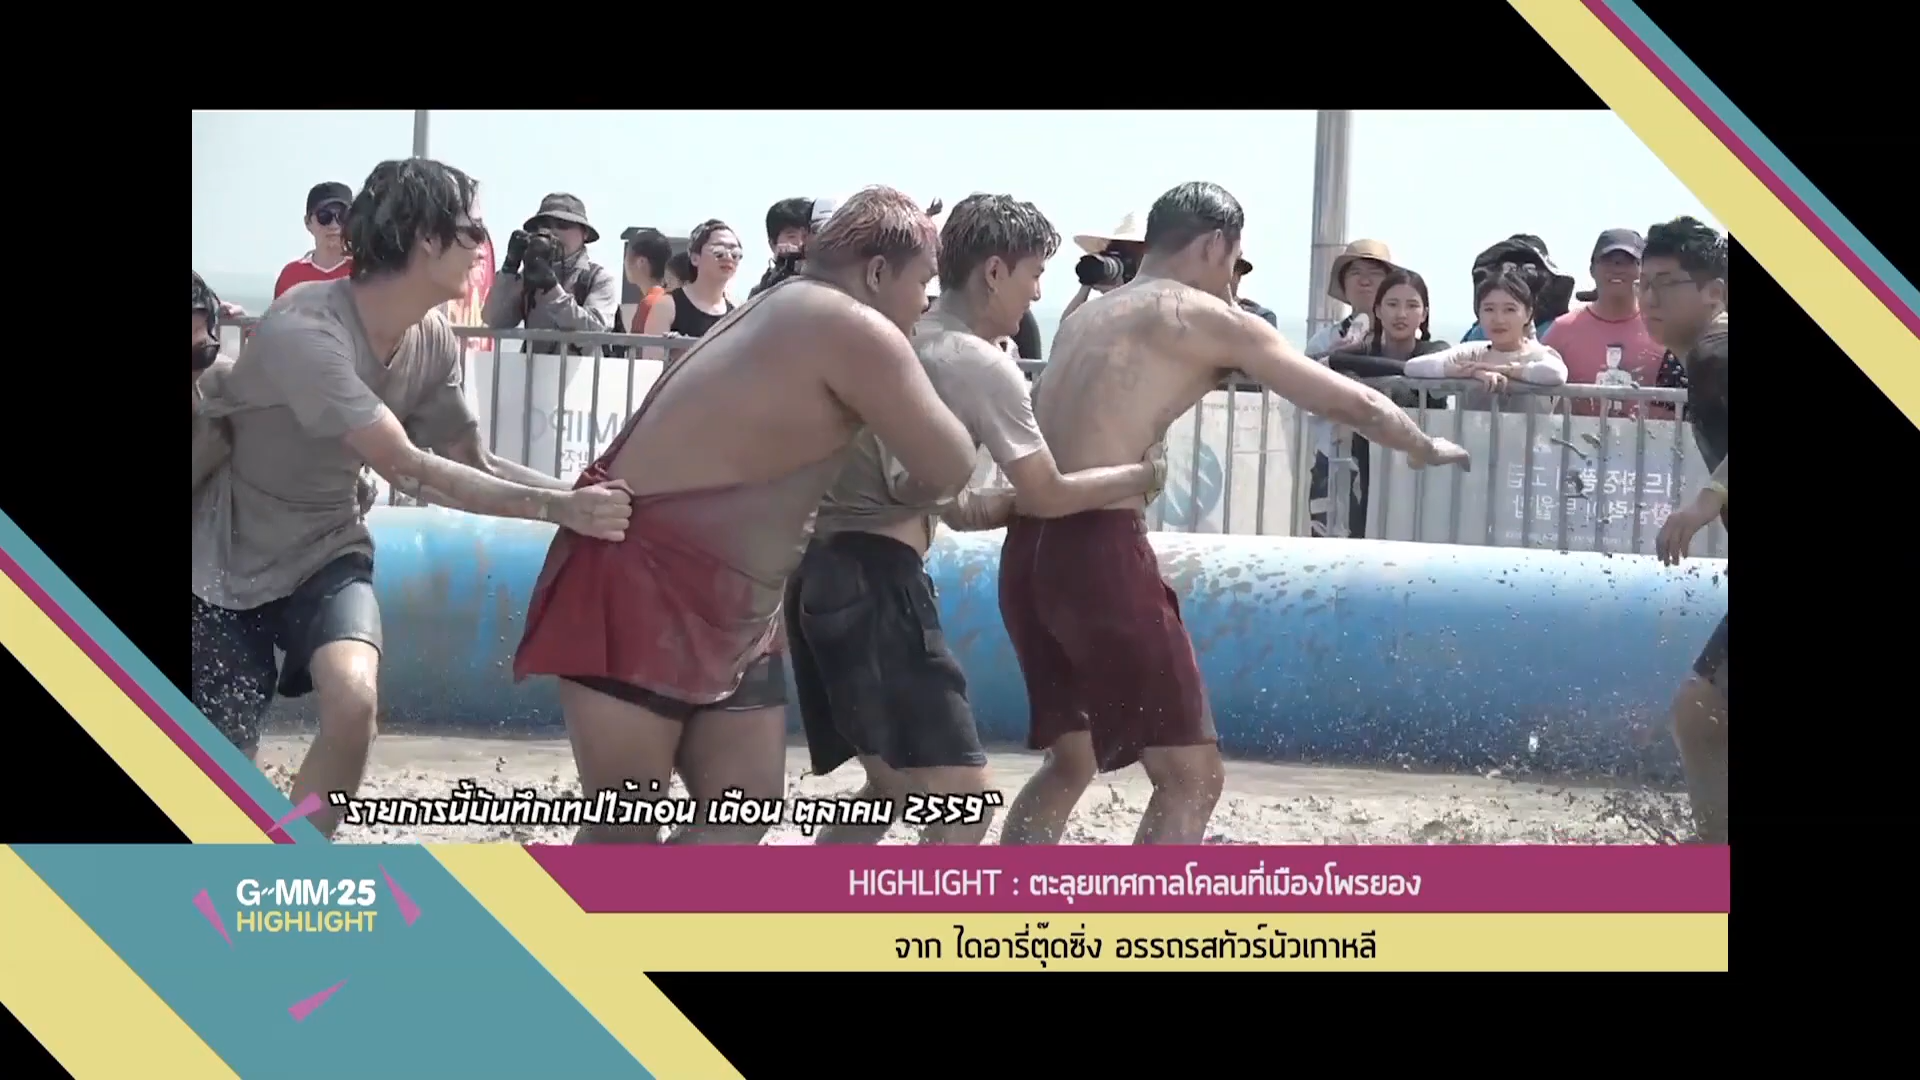 "รายการนี้บันทึกเทปไว้ก่อน เดือน ตุลาคม 2559"
HIGHLIGHT : ตะลุยเทศกาลโคลนที่เมืองโพรยอง
จาก ไดอารี่ตุ๊ดซิ่ง อรรถรสทัวร์นัวเกาหลี
G-MM-25
HIGHLIGHT